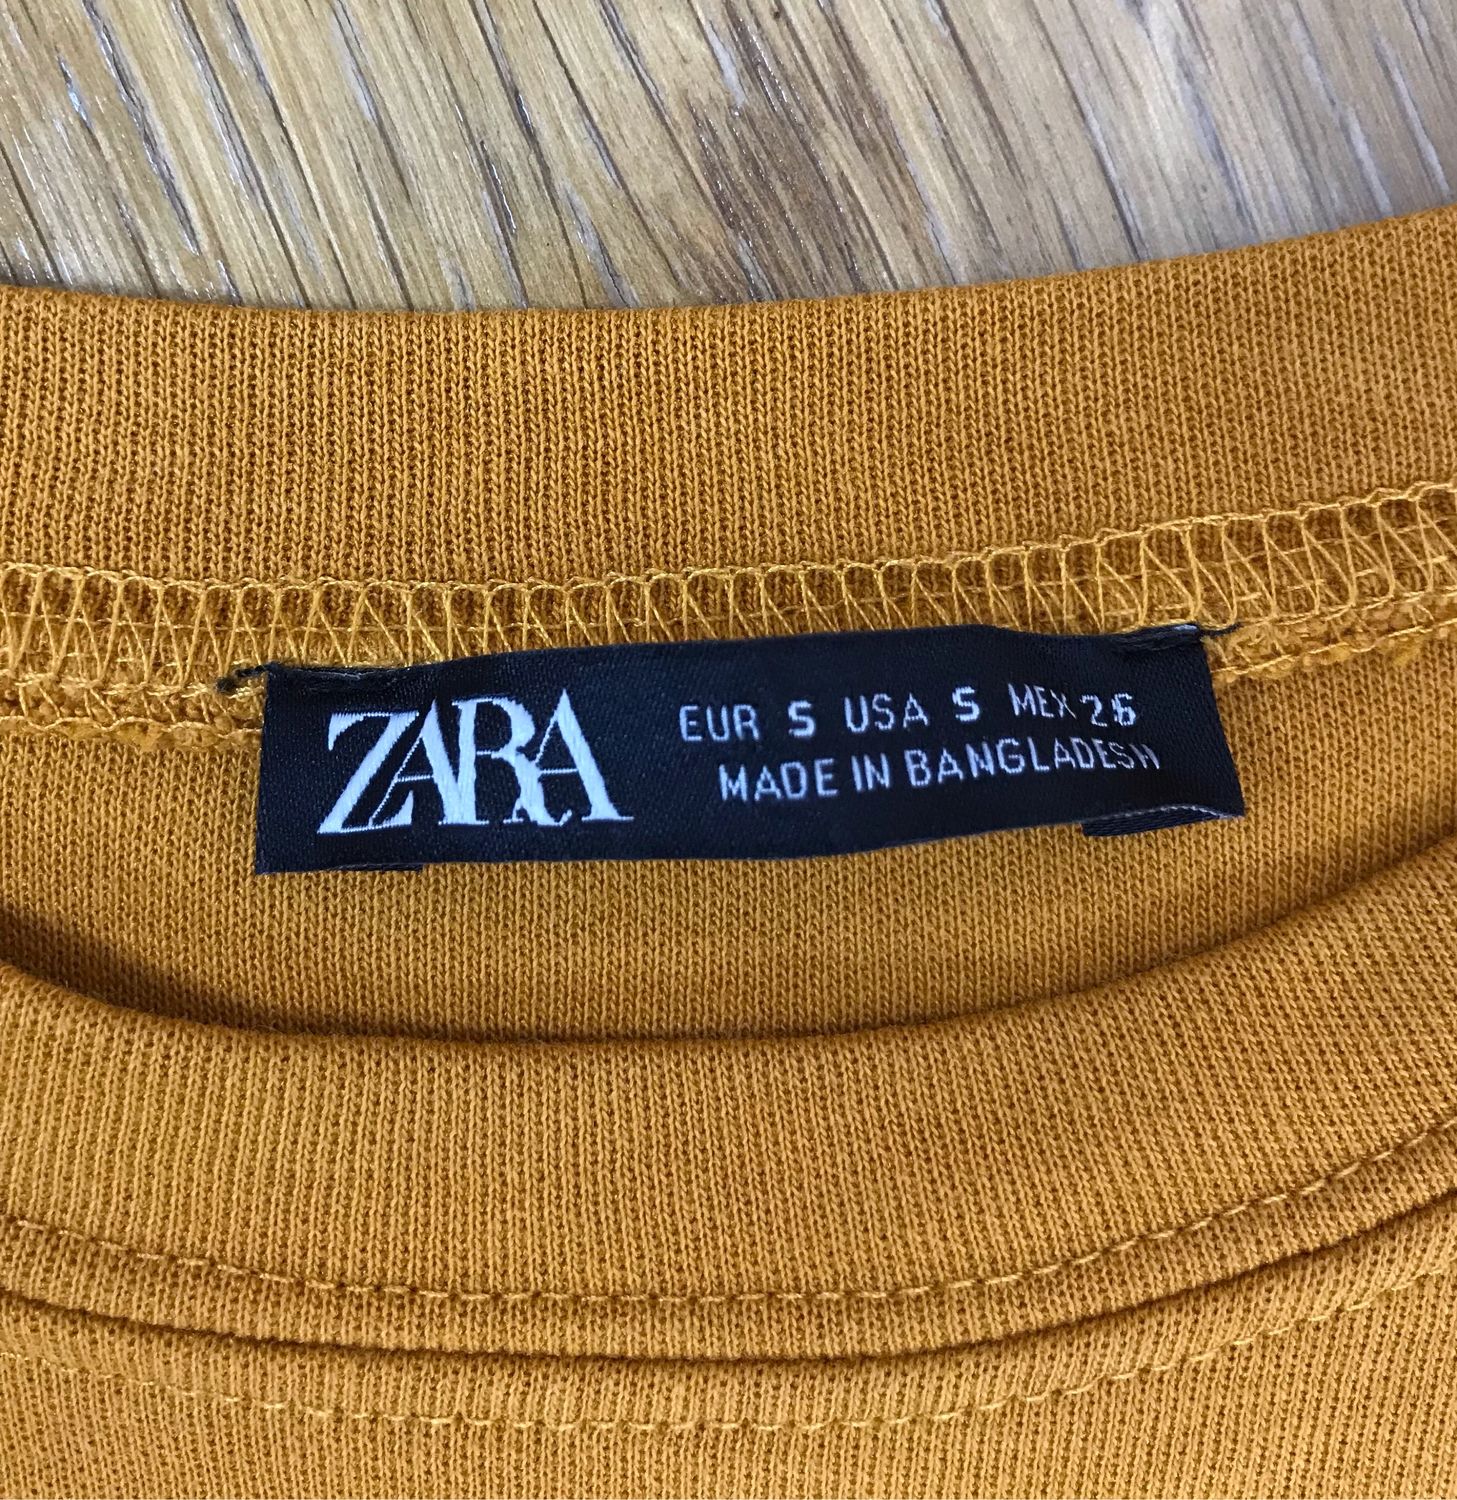 ZARA
EUR S USA S MEX 26
MADE IN BANGLADESH